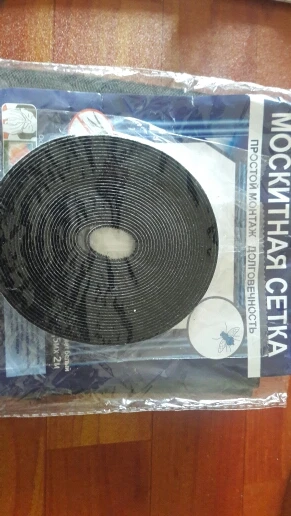 МОСКИТНАЯ СЕТКА
ПРОСТОЙ МОНТАЖ, ДОЛГОВЕЧНОСТЬ